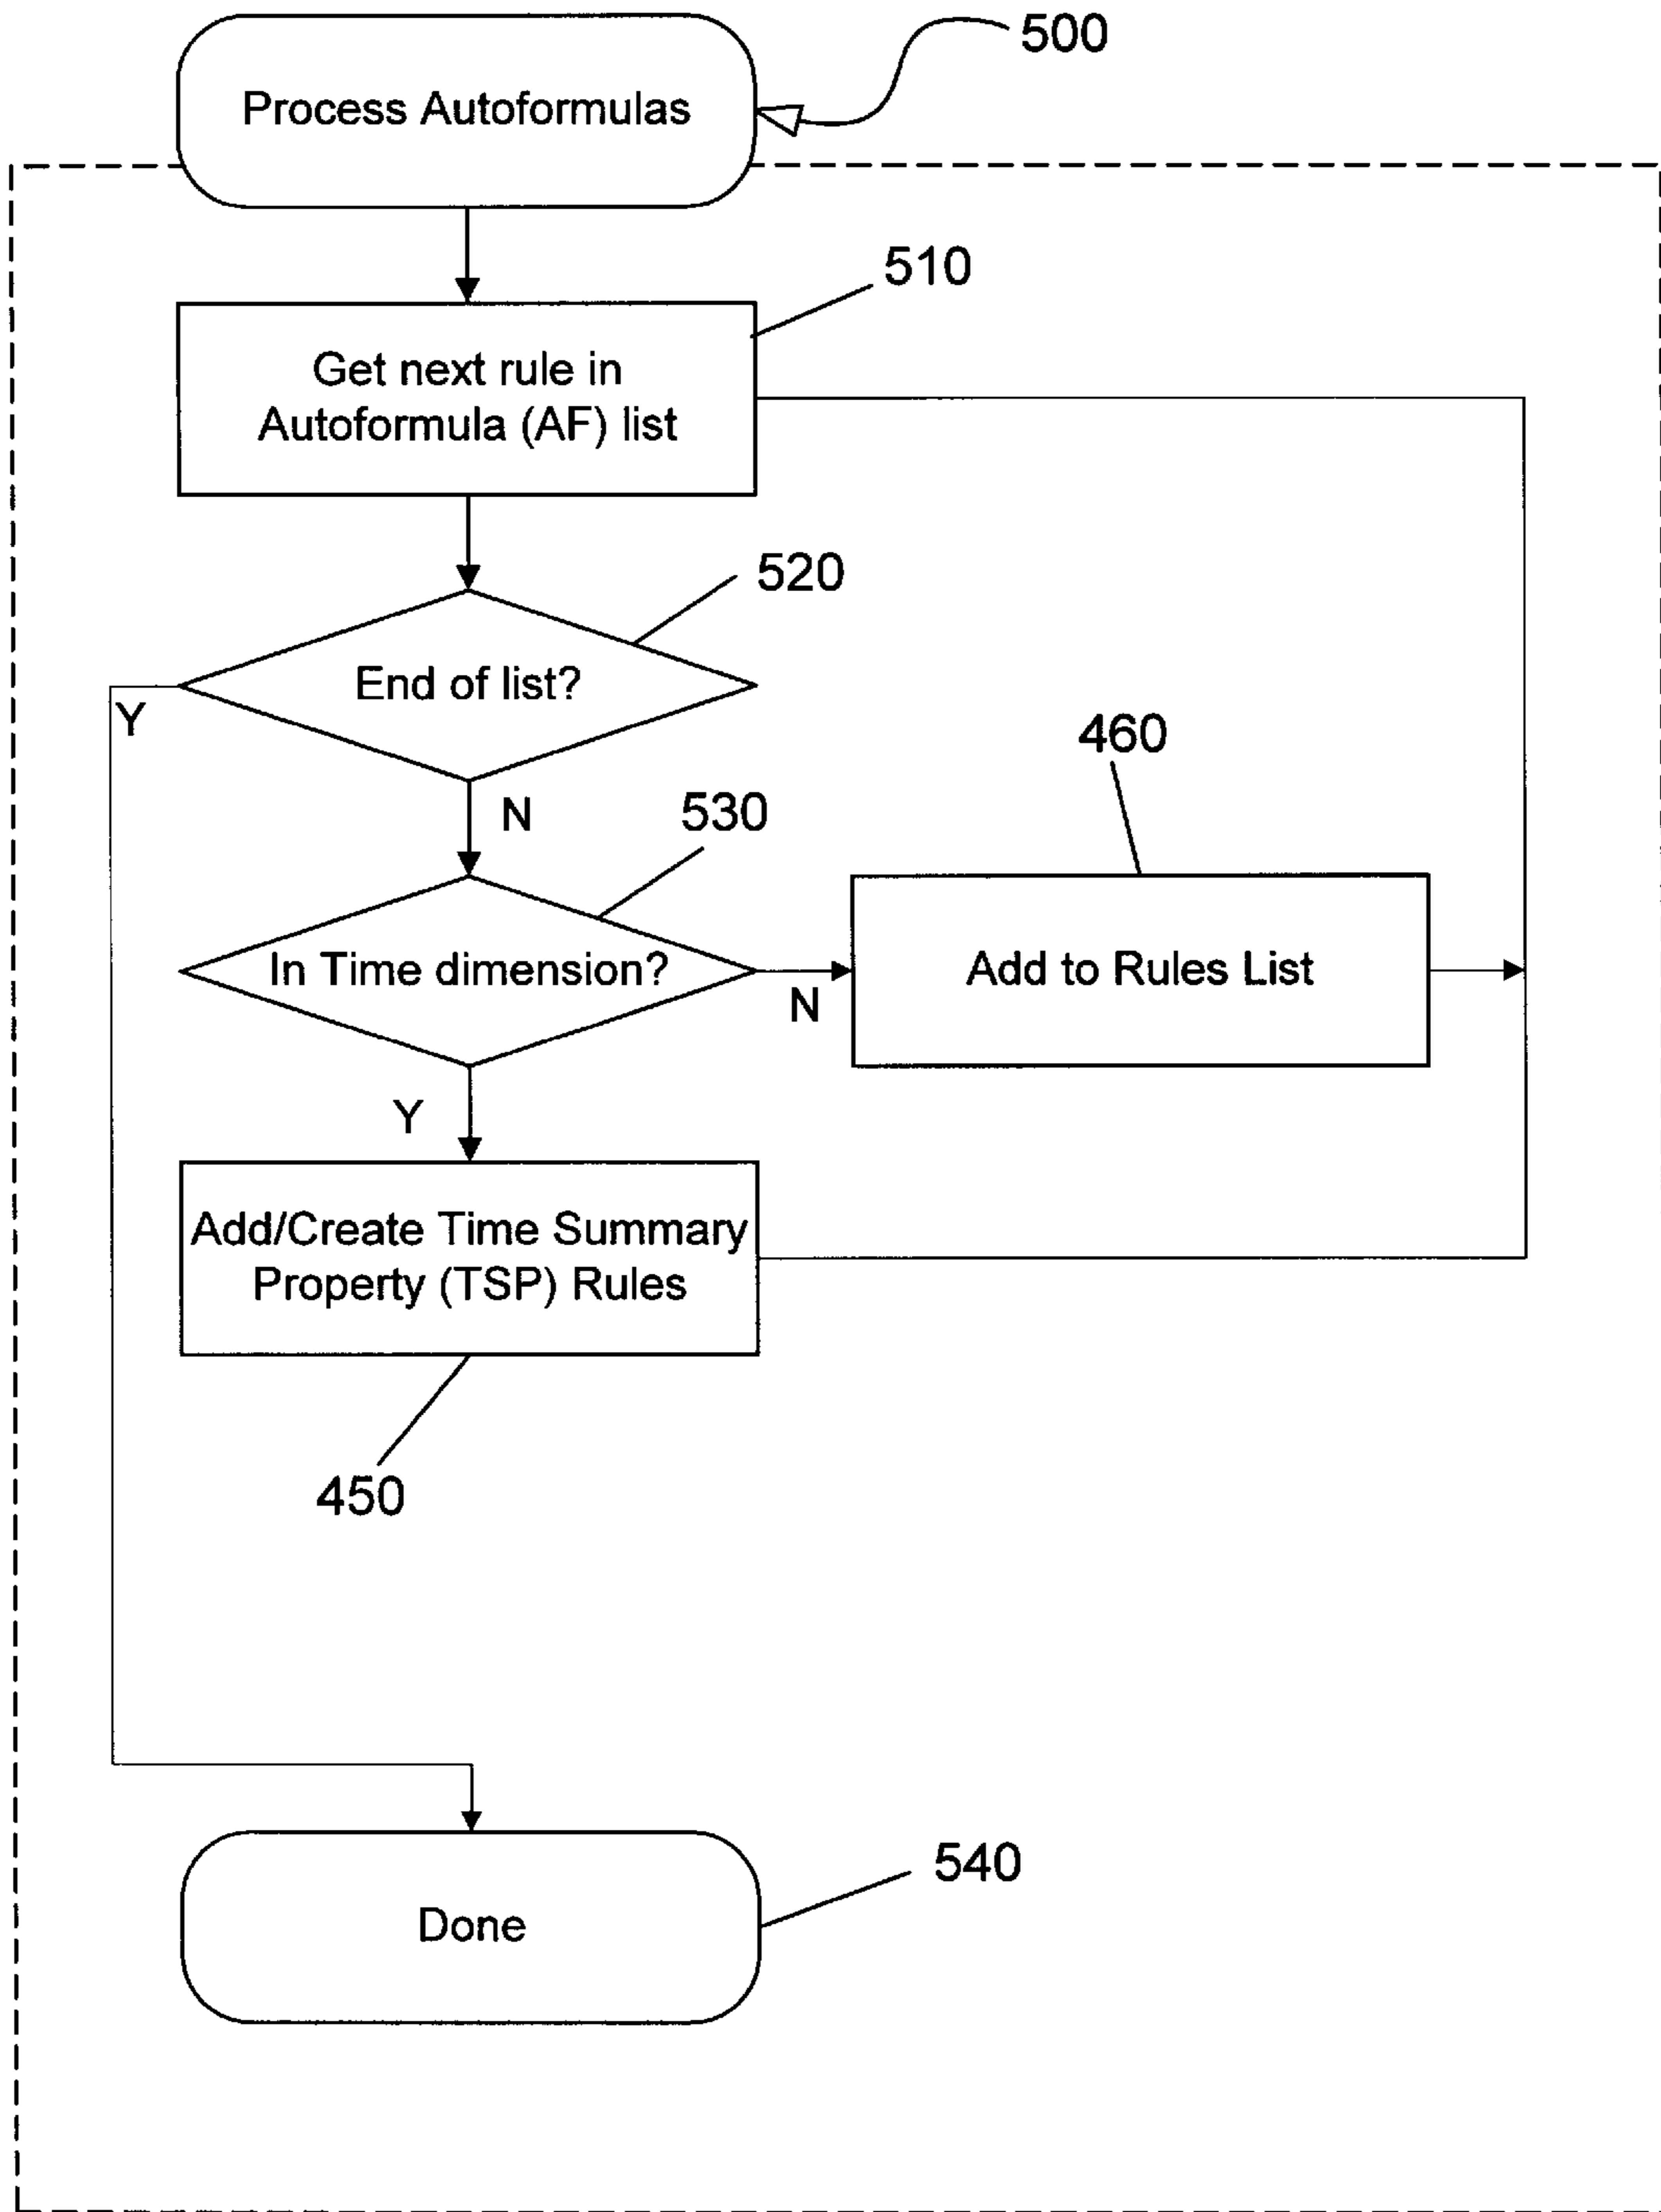 500
Process Autoformulas
510
Get next rule in
Autoformula (AF) list
520
End of list?
Y
460
N
530
In Time dimension?
N
Add to Rules List
Y
Add/Create Time Summary
Property (TSP) Rules
450
540
Done